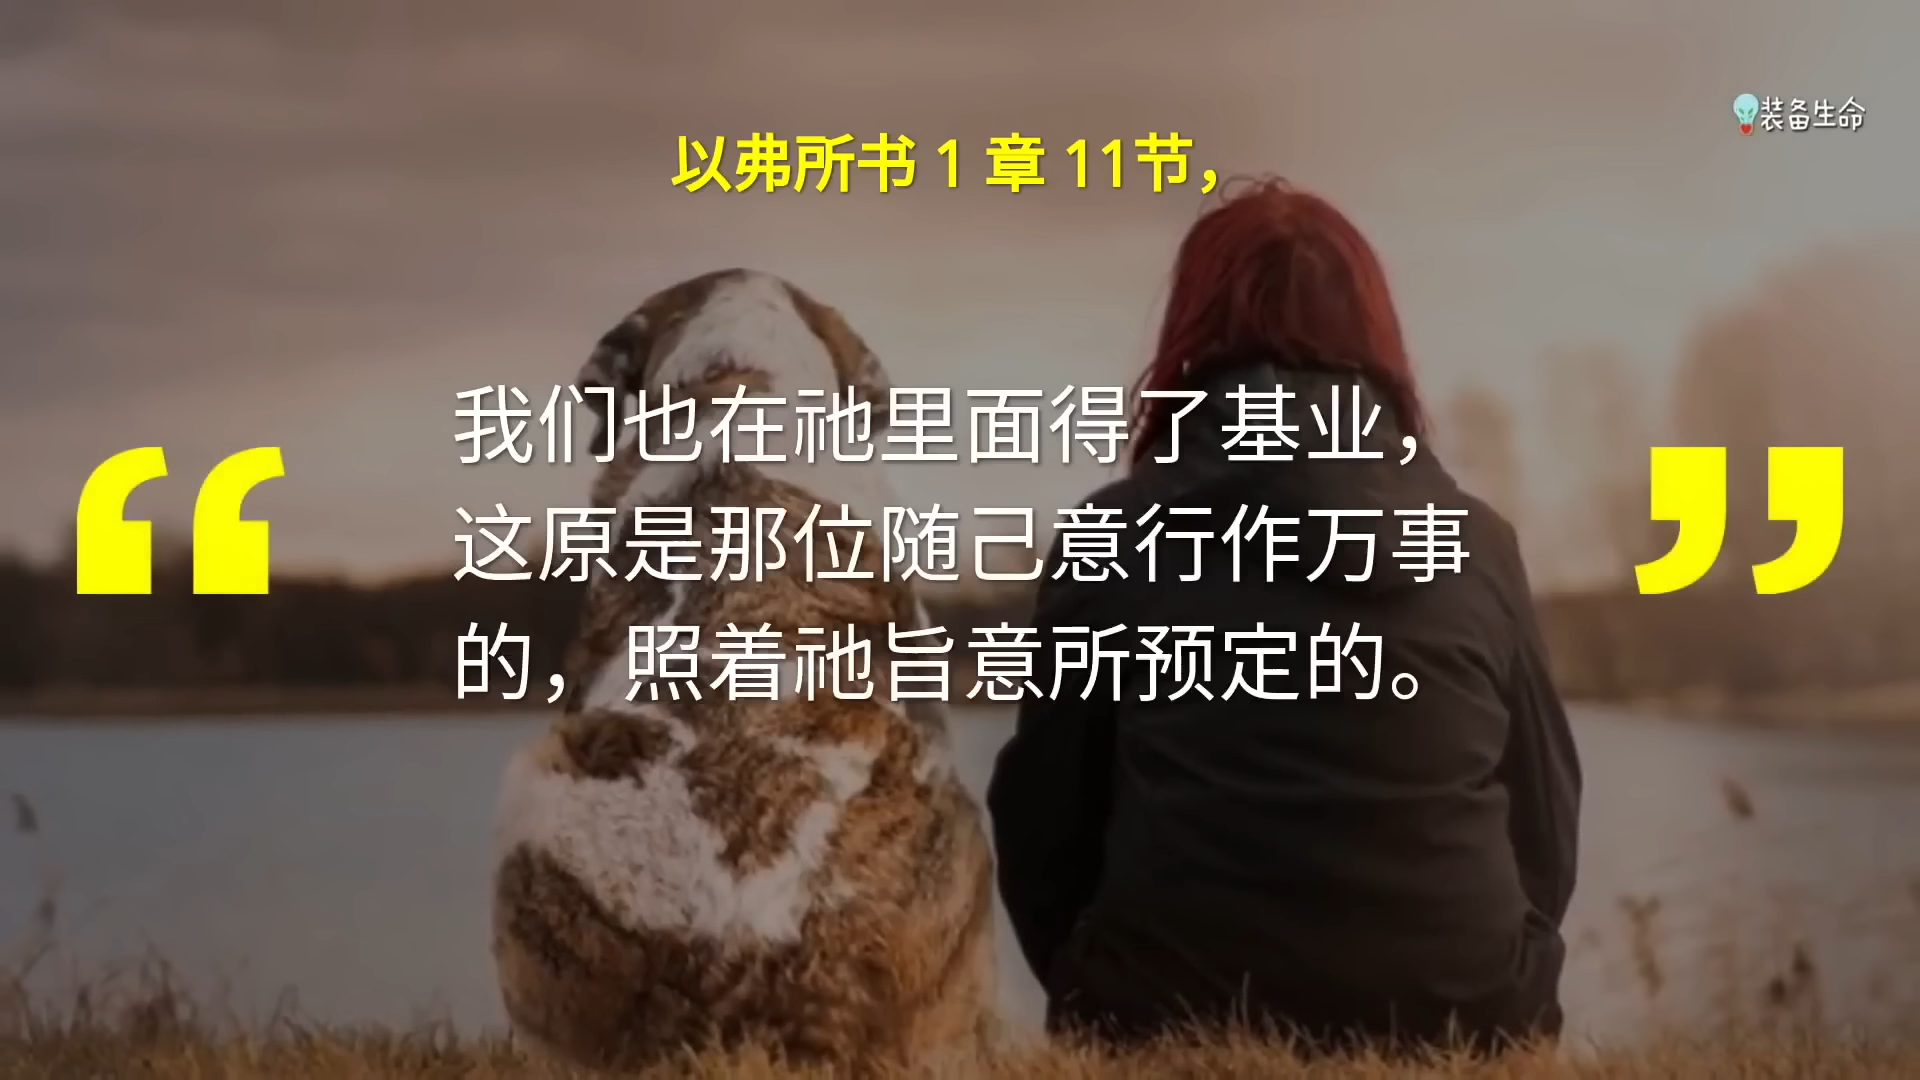 装备生命
以弗所书 1 章 11节，
我们也在祂里面得了基业，
这原是那位随己意行作万事
的，照着祂旨意所预定的。